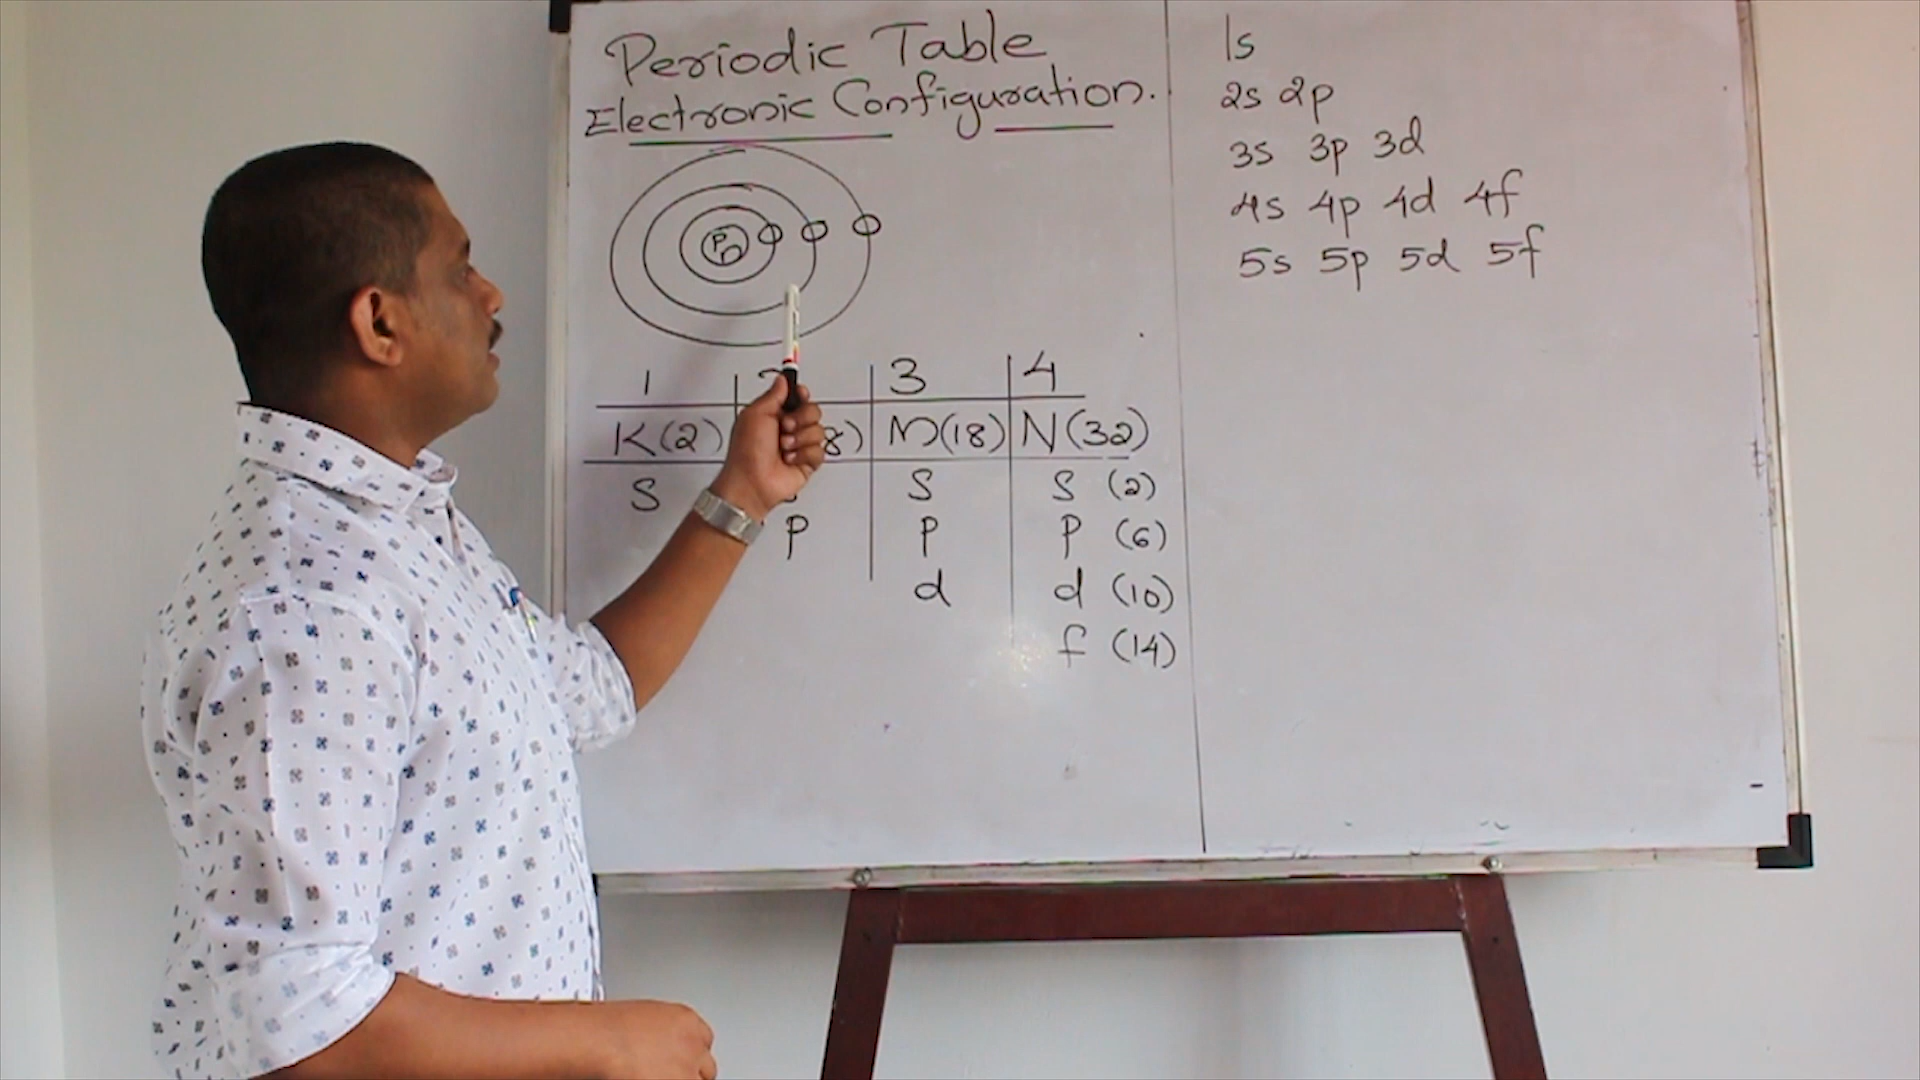 Periodic Table
Electronic Configuration.
P
1 3 4
K(2) 8) M(18) N(32)
S S S (2)
P P P (6)
d d (10)
f (14)
1s
2s 2p
3s 3p 3d
4s 4p 4d 4f
5s 5p 5d 5f